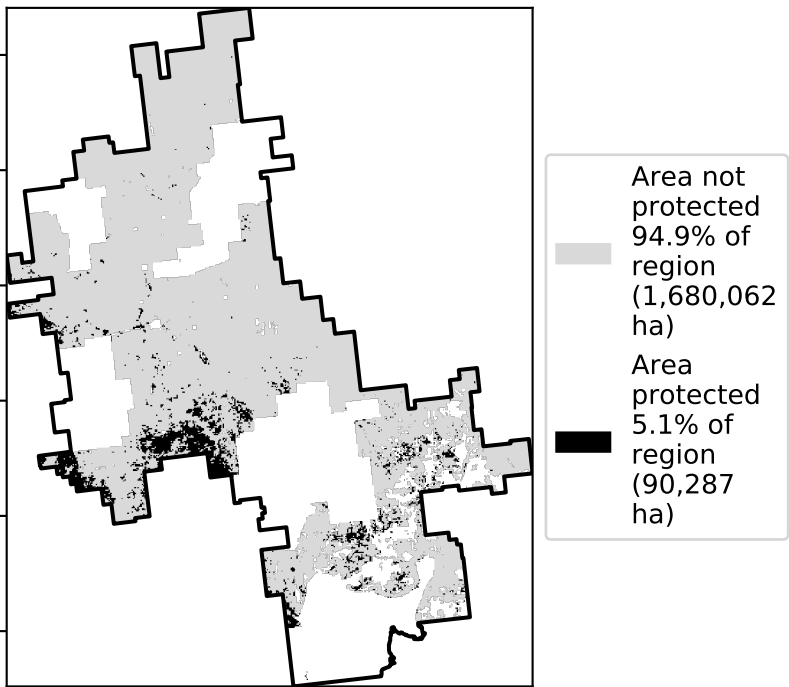 Area not
protected
94.9% of
region
(1,680,062
ha)
Area
protected
5.1% of
region
(90,287
ha)